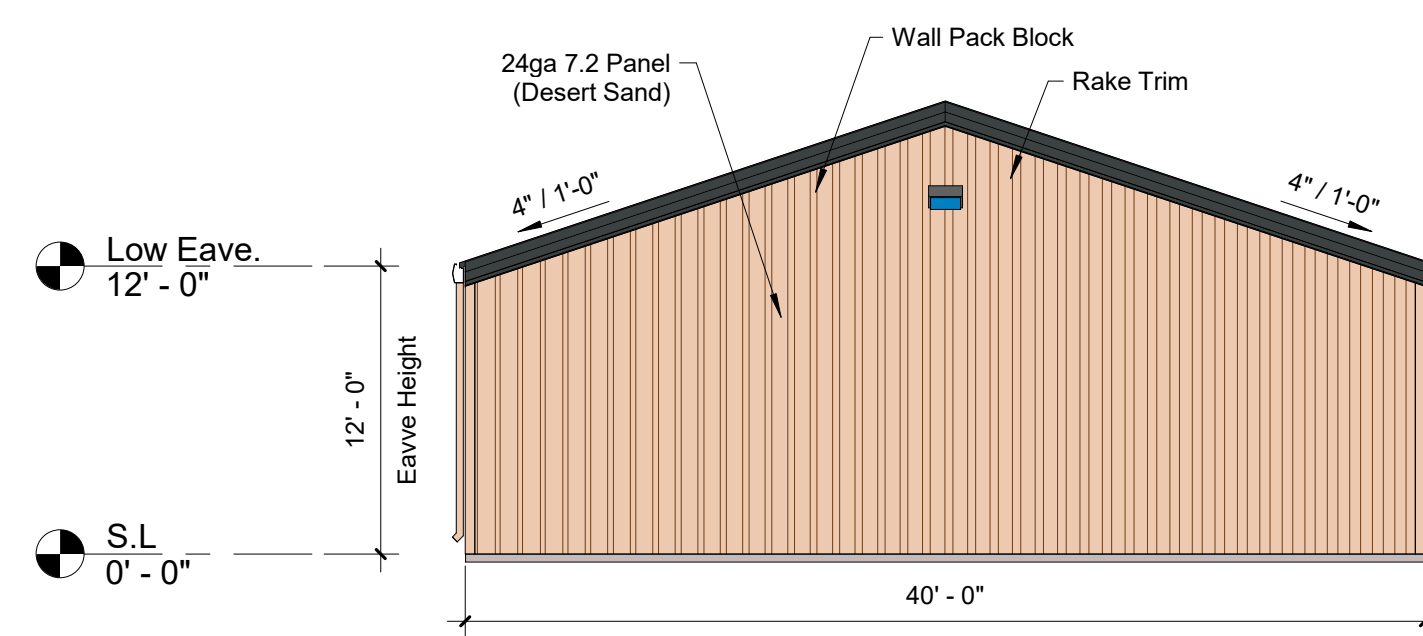 Wall Pack Block
24ga 7.2 Panel
(Desert Sand)
Rake Trim
4" / 1'-0"
4" / 1'-0"
Low Eave.
12' - 0"
12' - 0"
Eavve Height
S.L
0' - 0"
40' - 0"